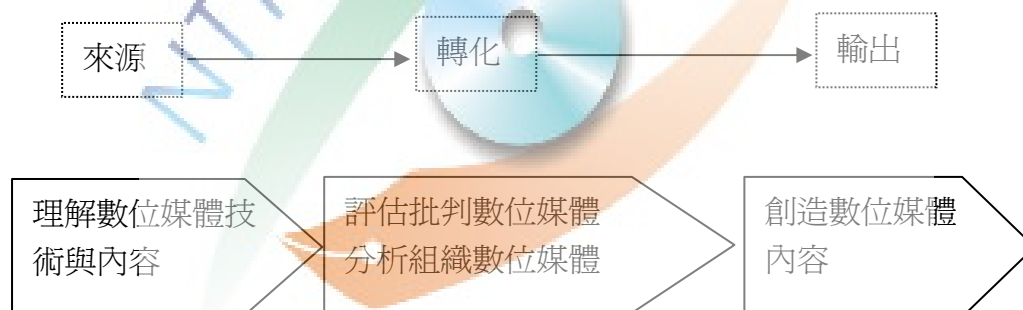 來源
轉化
輸出
理解數位媒體技
術與內容
評估批判數位媒體
分析組織數位媒體
創造數位媒體
內容